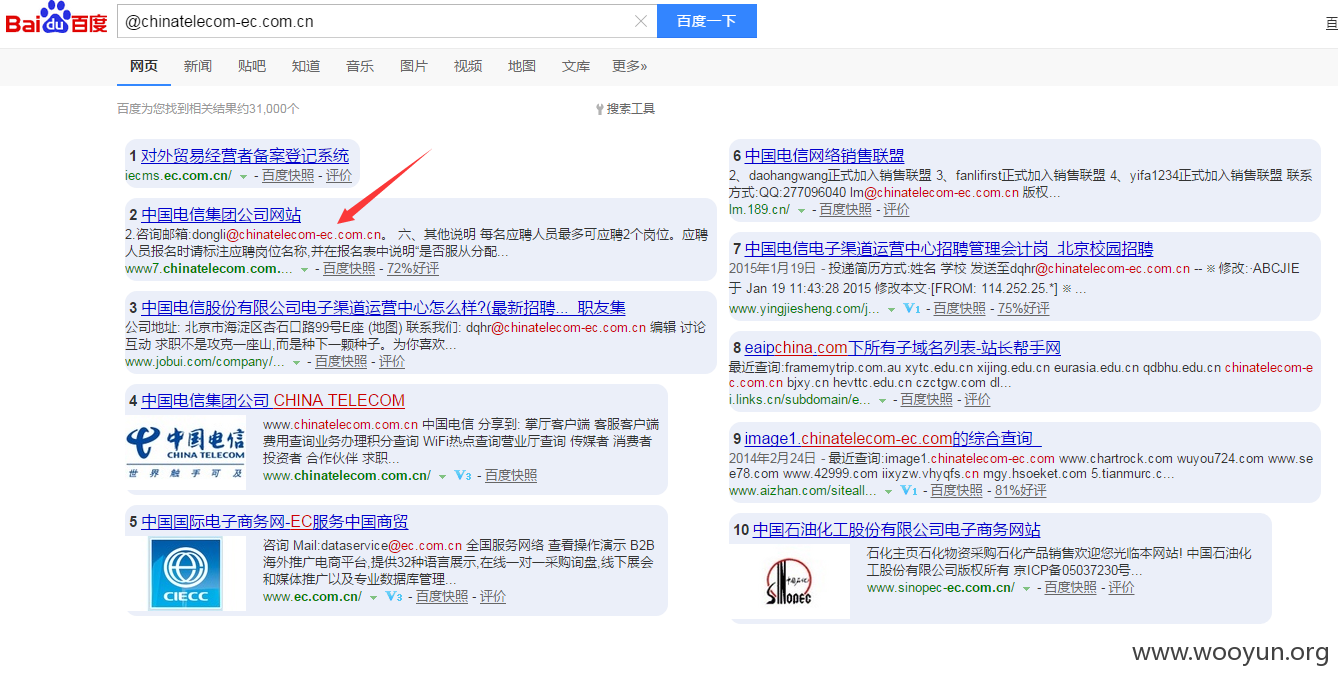 Bai du 百度
@chinatelecom-ec.com.cn
百度一下
百
网页 新闻 贴吧 知道 音乐 图片 视频 地图 文库 更多»
百度为您找到相关结果约31,000个
搜索工具
1 对外贸易经营者备案登记系统
iecms.ec.com.cn/ - 百度快照 - 评价
2 中国电信集团公司网站
2.咨询邮箱:dongli@chinatelecom-ec.com.cn。 六、其他说明 每名应聘人员最多可应聘2个岗位。应聘
人员报名时请标注应聘岗位名称,并在报名表中说明“是否服从分配...
www7.chinatelecom.com.... - 百度快照 - 72%好评
3 中国电信股份有限公司电子渠道运营中心怎么样?(最新招聘... 职友集
公司地址: 北京市海淀区杏石口路99号E座 (地图) 联系我们: dqhr@chinatelecom-ec.com.cn 编辑 讨论
互动 求职不是攻克一座山,而是种下一颗种子。为你喜欢...
www.jobui.com/company/... - 百度快照 - 评价
4 中国电信集团公司 CHINA TELECOM
中国电信
CHINA TELECOM
世界触手可及
www.chinatelecom.com.cn 中国电信 分享到: 掌厅客户端 客服客户端
费用查询业务办理积分查询 WiFi热点查询营业厅查询 传媒者 消费者
投资者 合作伙伴 求职...
www.chinatelecom.com.cn/ - V3 - 百度快照
5 中国国际电子商务网-EC服务中国商贸
CIECC
咨询 Mail:dataservice@ec.com.cn 全国服务网络 查看操作演示 B2B
海外推广电商平台,提供32种语言展示,在线一对一采购询盘,线下展会
和媒体推广以及专业数据库管理...
www.ec.com.cn/ - V3 - 百度快照 - 评价
6 中国电信网络销售联盟
2、daohangwang正式加入销售联盟 3、fanlifirst正式加入销售联盟 4、yifa1234正式加入销售联盟 联系
方式:QQ:277096040 lm@chinatelecom-ec.com.cn 版权...
lm.189.cn/ - 百度快照 - 评价
7 中国电信电子渠道运营中心招聘管理会计岗_北京校园招聘
2015年1月19日 - 投递简历方式:姓名 学校 发送至dqhr@chinatelecom-ec.com.cn -- ※ 修改:·ABCJIE
于 Jan 19 11:43:28 2015 修改本文·[FROM: 114.252.25.*] ※ ...
www.yingjiesheng.com/j... - V1 - 百度快照 - 75%好评
8 eaipchina.com下所有子域名列表-站长帮手网
最近查询:framemytrip.com.au xytc.edu.cn xijing.edu.cn eurasia.edu.cn qdbhu.edu.cn chinatelecom-e
c.com.cn bjxy.cn hevttc.edu.cn czctgw.com dl...
i.links.cn/subdomain/e... - 百度快照 - 评价
9 image1.chinatelecom-ec.com的综合查询_
2014年2月24日 - 最近查询:image1.chinatelecom-ec.com www.chartrock.com wuyou724.com www.se
e78.com www.42999.com iixyzw.vhyqfs.cn mgy.hsoeket.com 5.tianmurc.c...
www.aizhan.com/siteall... - V1 - 百度快照 - 81%好评
10 中国石油化工股份有限公司电子商务网站
中国石化
SINOPEC
石化主页石化物资采购石化产品销售欢迎您光临本网站! 中国石油化
工股份有限公司版权所有 京ICP备05037230号...
www.sinopec-ec.com.cn/ - 百度快照 - 评价
www.wooyun.org